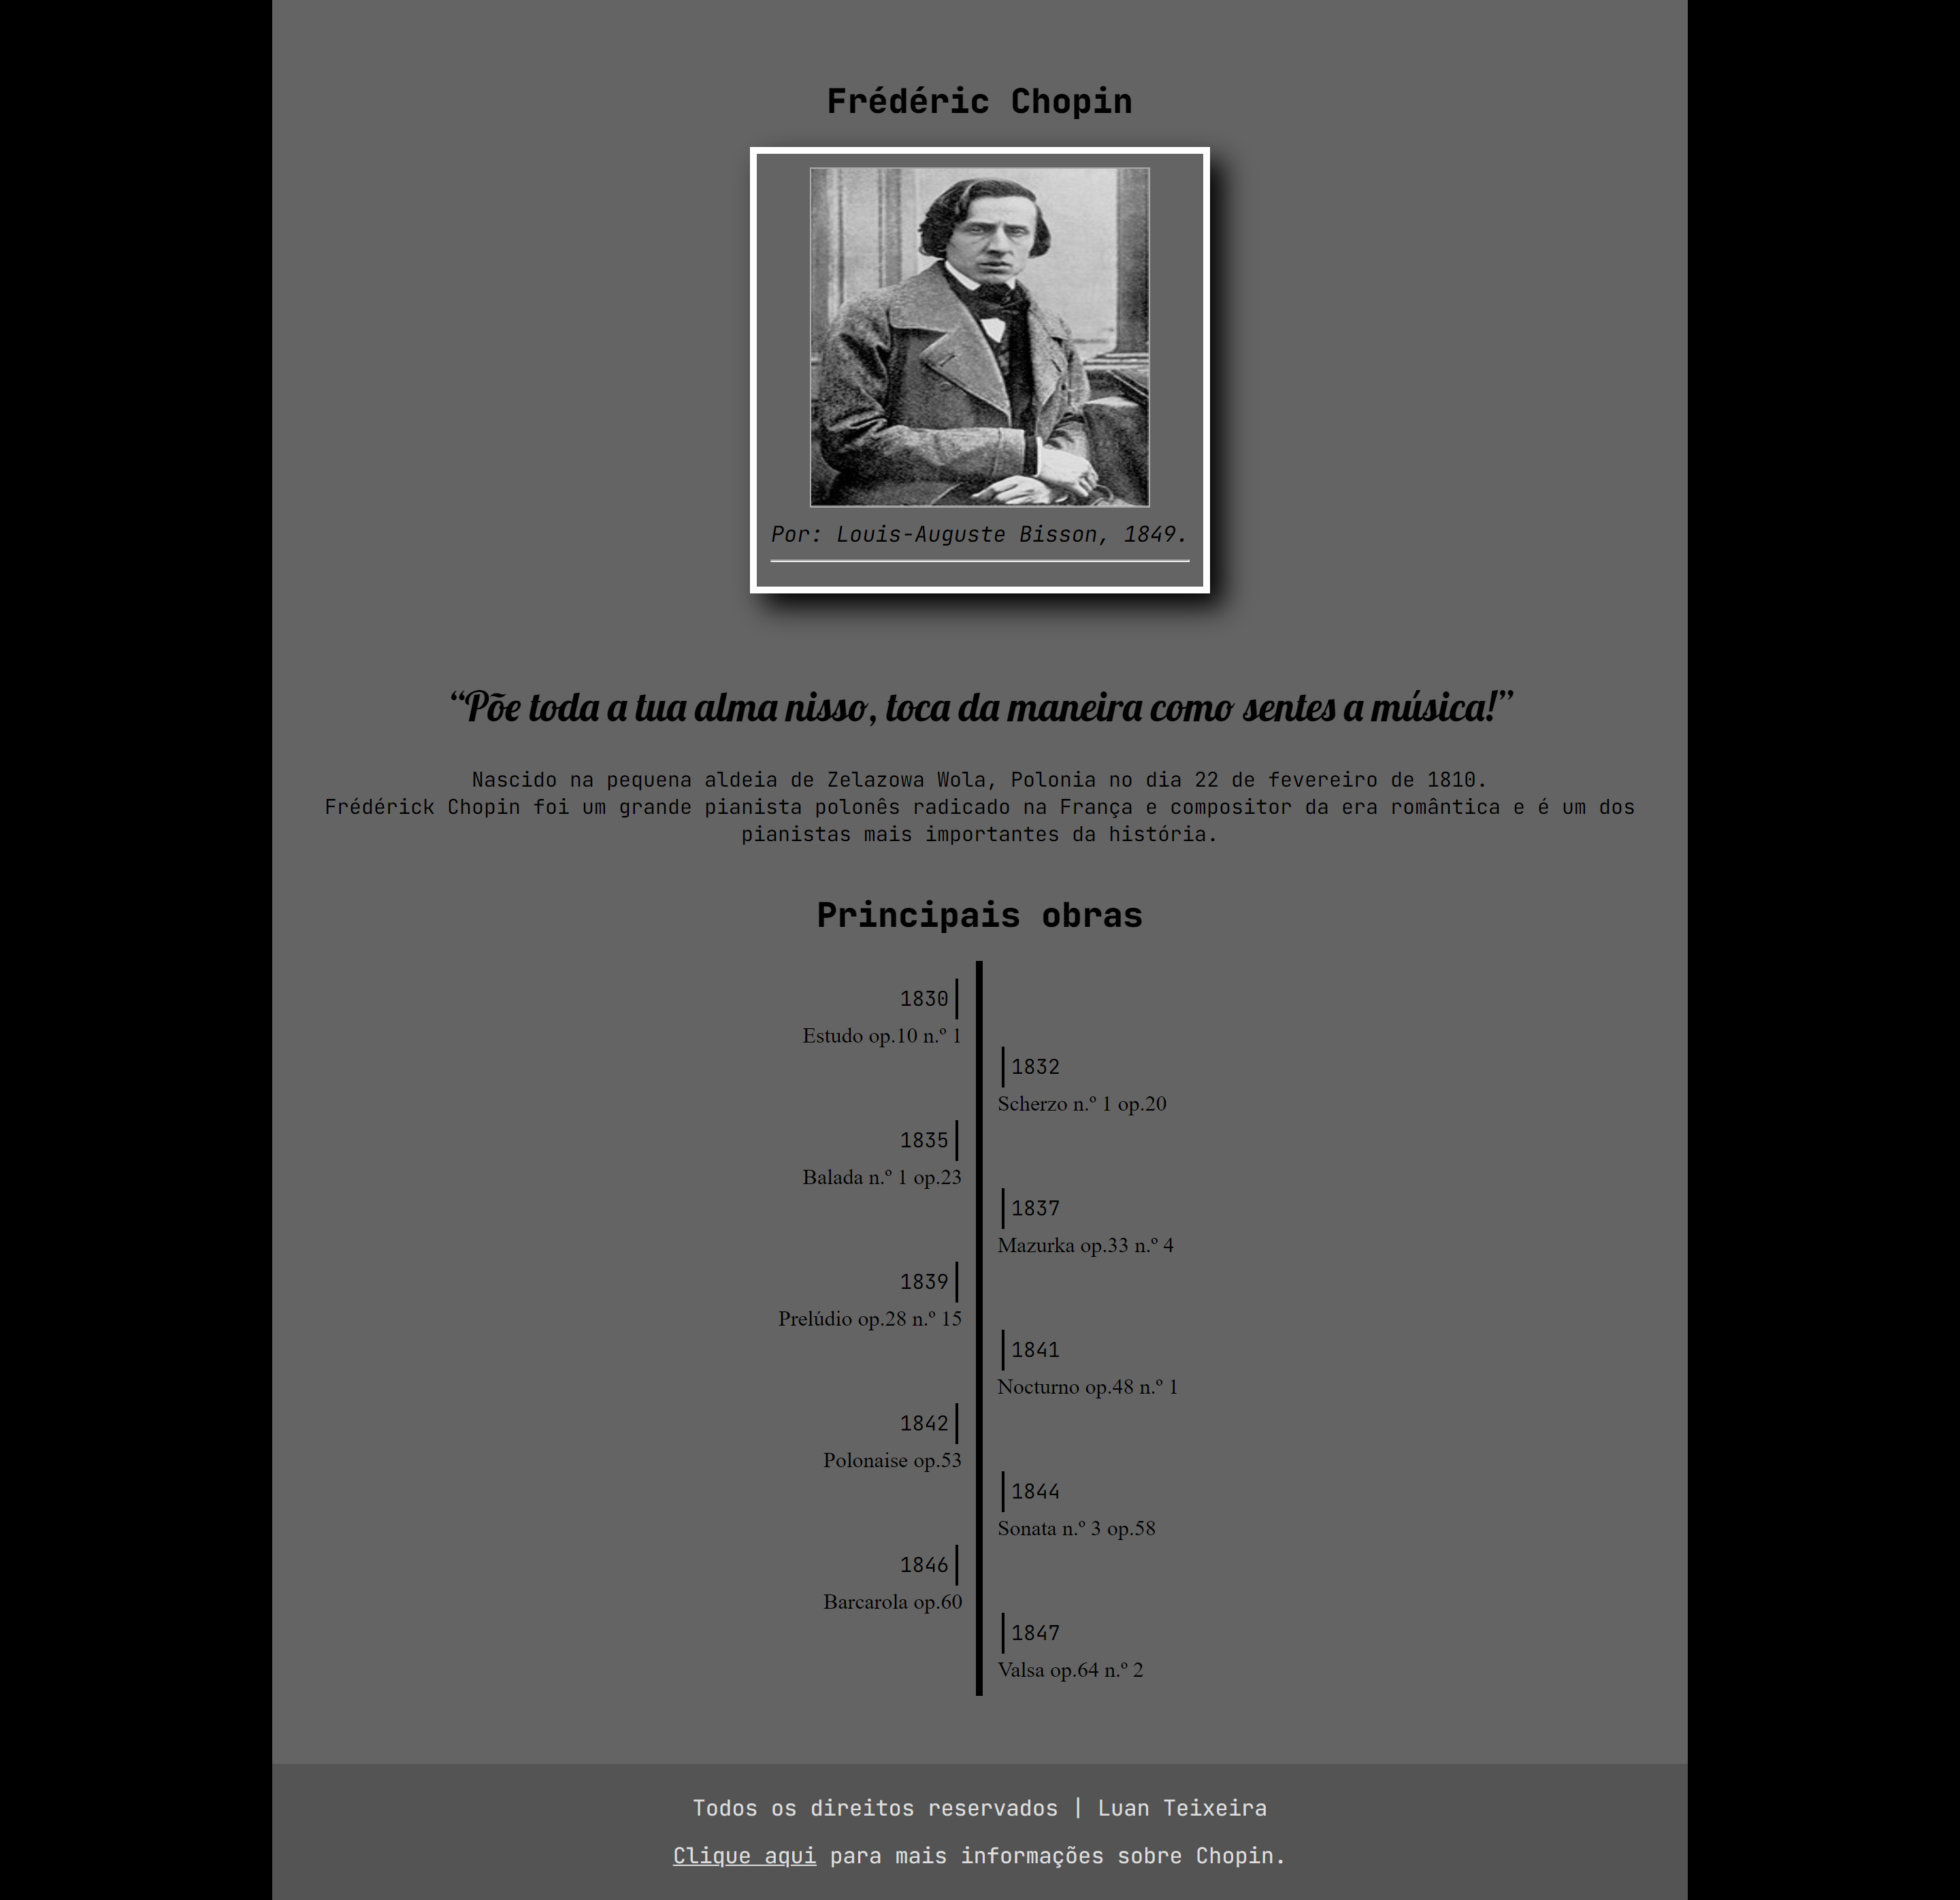 Frédéric Chopin
Por: Louis-Auguste Bisson, 1849.
“Põe toda a tua alma nisso, toca da maneira como sentes a música!”
Nascido na pequena aldeia de Zelazowa Wola, Polonia no dia 22 de fevereiro de 1810.
Frédérick Chopin foi um grande pianista polonês radicado na França e compositor da era romântica e é um dos
pianistas mais importantes da história.
Principais obras
1830
Estudo op.10 n.º 1
1832
Scherzo n.º 1 op.20
1835
Balada n.º 1 op.23
1837
Mazurka op.33 n.º 4
1839
Prelúdio op.28 n.º 15
1841
Nocturno op.48 n.º 1
1842
Polonaise op.53
1844
Sonata n.º 3 op.58
1846
Barcarola op.60
1847
Valsa op.64 n.º 2
Todos os direitos reservados | Luan Teixeira
Clique aqui para mais informações sobre Chopin.